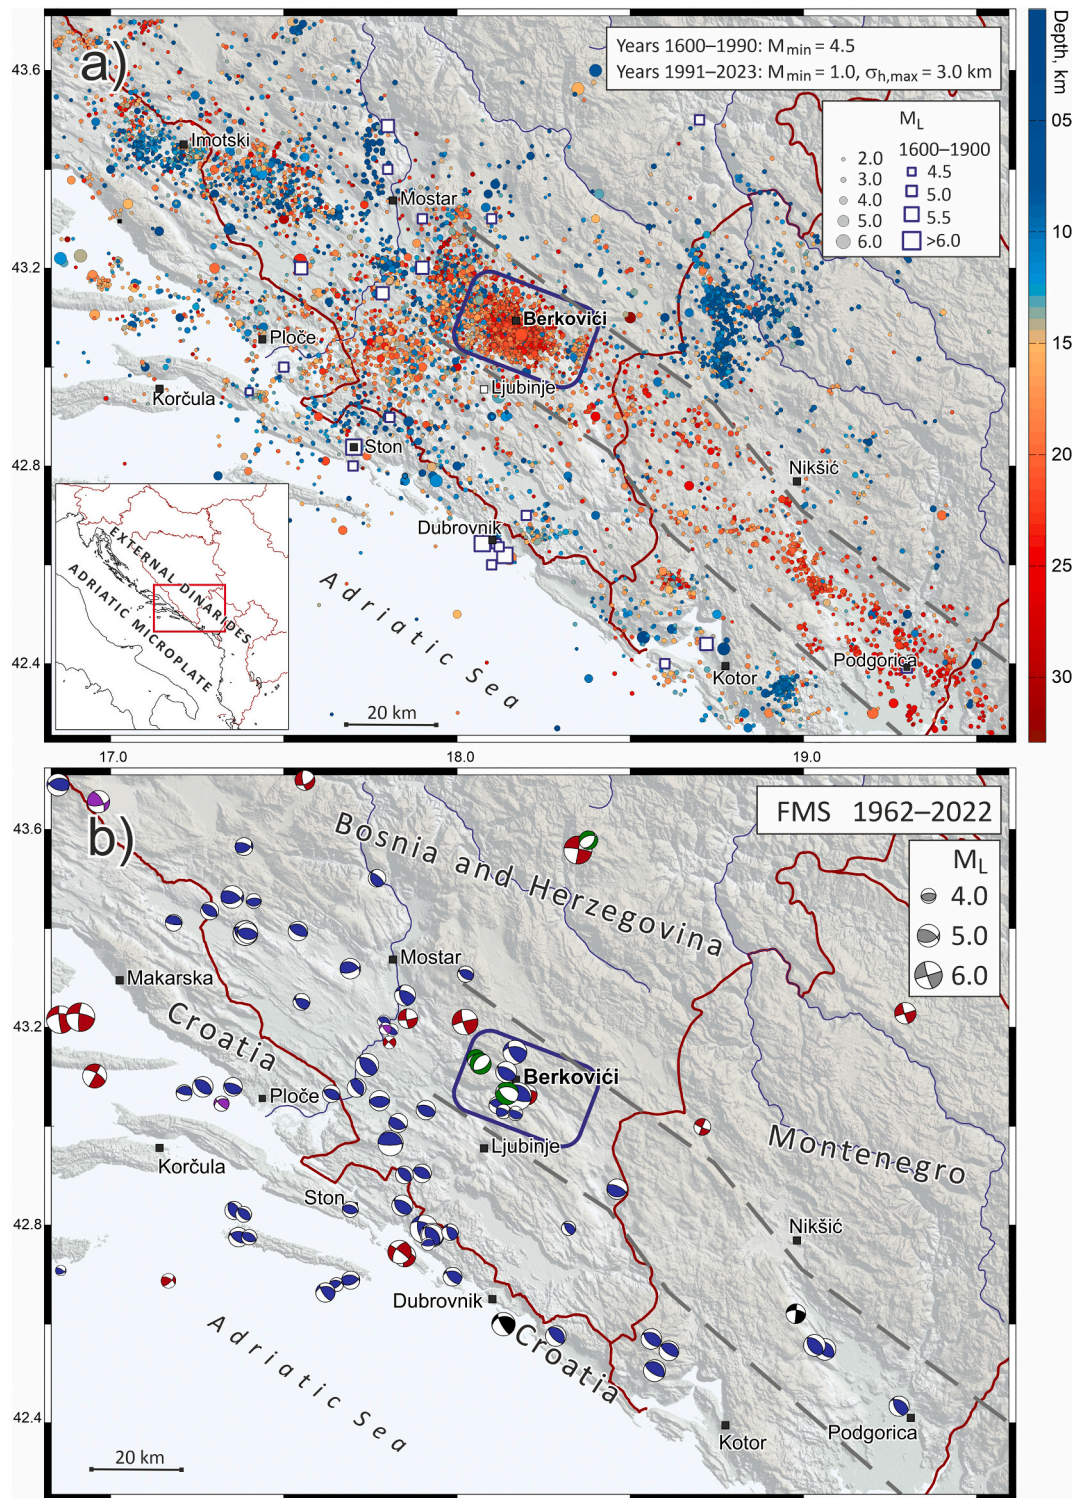 a)
Years 1600–1990: Mmin = 4.5
Years 1991–2023: Mmin = 1.0, σh,max = 3.0 km
ML
1600–1900
2.0
3.0
4.0
5.0
6.0
4.5
5.0
5.5
>6.0
Depth, km
05
10
15
20
25
30
43.6
43.2
42.8
42.4
Imotski
Mostar
Berkovići
Ploče
Ljubinje
Korčula
Ston
Nikšić
Dubrovnik
Podgorica
Kotor
Adriatic Sea
20 km
EXTERNAL DINARIDES
ADRIATIC MICROPLATE
17.0
18.0
19.0
b)
FMS 1962–2022
ML
4.0
5.0
6.0
43.6
43.2
42.8
42.4
Bosnia and Herzegovina
Mostar
Makarska
Croatia
Berkovići
Ploče
Ljubinje
Montenegro
Korčula
Ston
Nikšić
Dubrovnik
Croatia
Adriatic Sea
Podgorica
Kotor
20 km